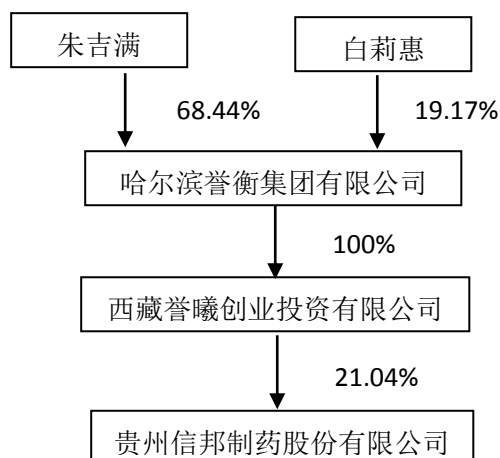 朱吉满
白莉惠
68.44%
19.17%
哈尔滨誉衡集团有限公司
100%
西藏誉曦创业投资有限公司
21.04%
贵州信邦制药股份有限公司